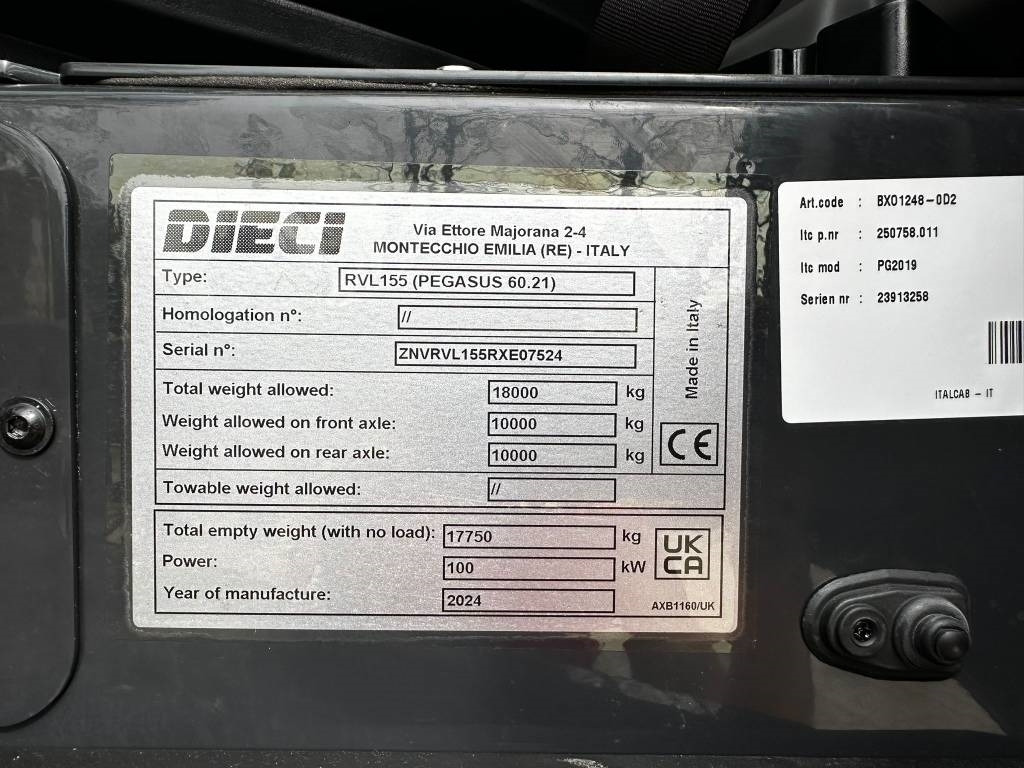 DIECI
Via Ettore Majorana 2-4
MONTECCHIO EMILIA (RE) - ITALY
Type: RVL155 (PEGASUS 60.21)
Homologation n°: //
Serial n°: ZNVRVL155RXE07524
Total weight allowed: 18000 kg
Weight allowed on front axle: 10000 kg
Weight allowed on rear axle: 10000 kg
Towable weight allowed: //
Made in Italy
CE
Total empty weight (with no load): 17750 kg
Power: 100 kW
Year of manufacture: 2024
UK
CA
AXB1160/UK
Art.code : BXO1248-0D2
Itc p.nr : 250758.011
Itc mod : PG2019
Serien nr : 23913258
ITALCAB - IT